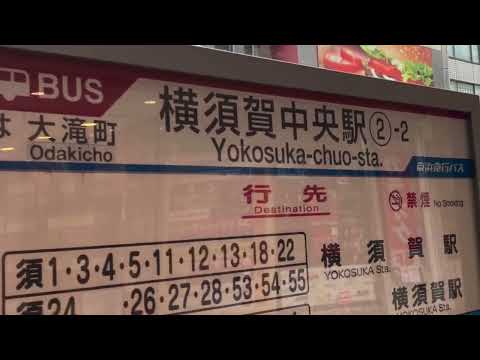 BUS
は 大滝町
Odakicho
横須賀中央駅②-2
Yokosuka-chuo-sta.
京浜急行バス
行先
Destination
禁煙 No Smoking
須 1・3・4・5・11・12・13・18・22
横須賀駅
YOKOSUKA Sta.
須24 ・26・27・28・53・54・55
横須賀駅